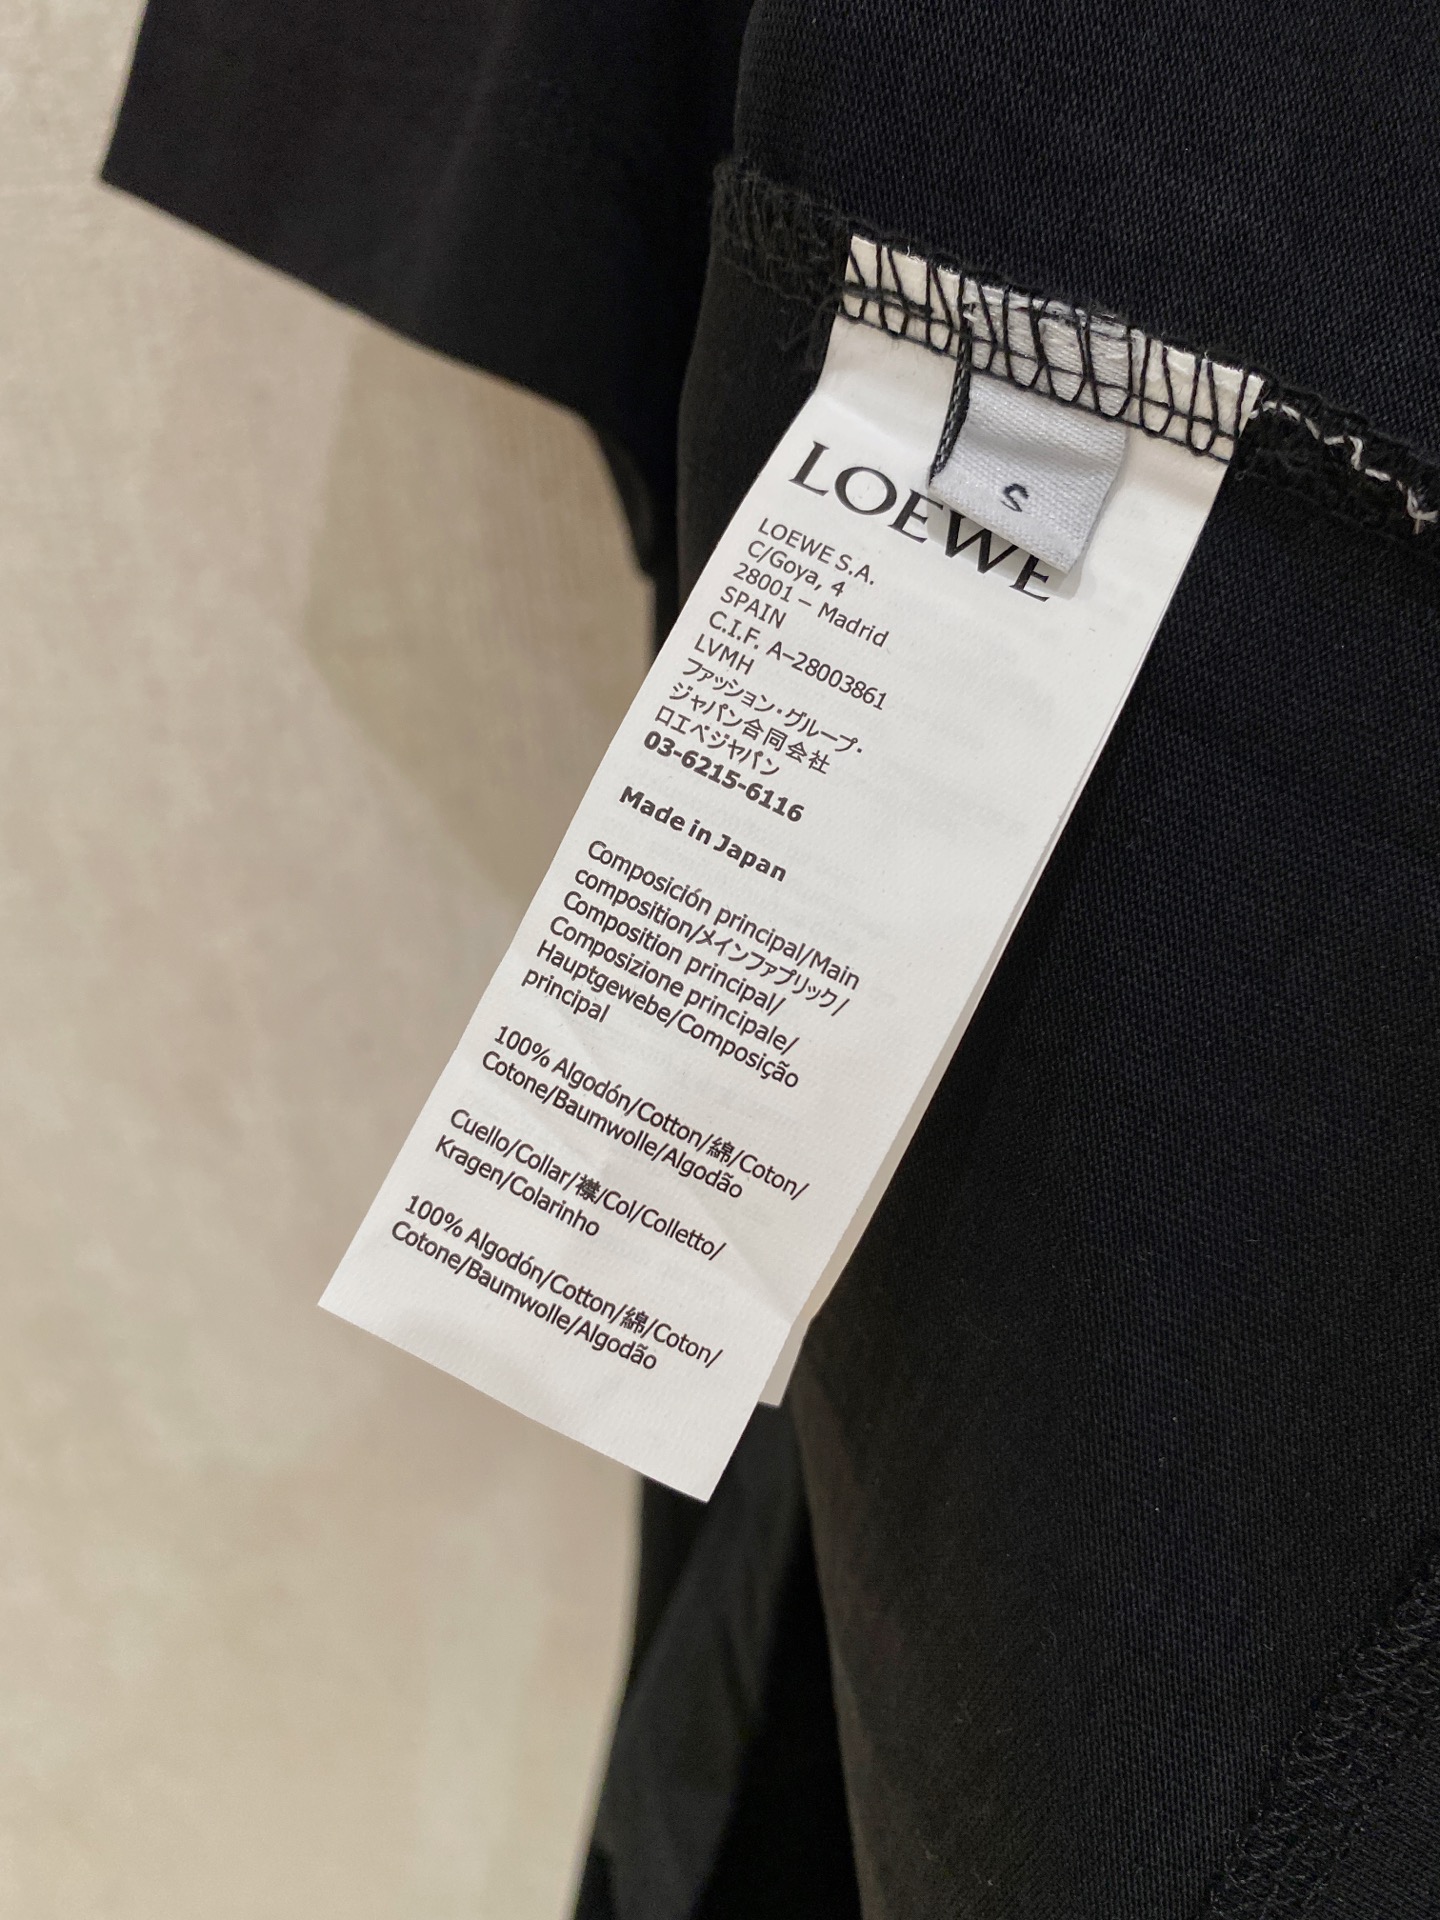 S
LOEWE
LOEWE S.A.
C/Goya, 4
28001 – Madrid
SPAIN
C.I.F. A–28003861
LVMH
ファッション・グループ・
ジャパン合同会社
ロエベジャパン
03-6215-6116
Made in Japan
Composición principal/Main
composition/メインファブリック/
Composition principal/
Composizione principale/
Hauptgewebe/Composição
principal
100% Algodón/Cotton/綿/Coton/
Cotone/Baumwolle/Algodão
Cuello/Collar/襟/Col/Colletto/
Kragen/Colarinho
100% Algodón/Cotton/綿/Coton/
Cotone/Baumwolle/Algodão